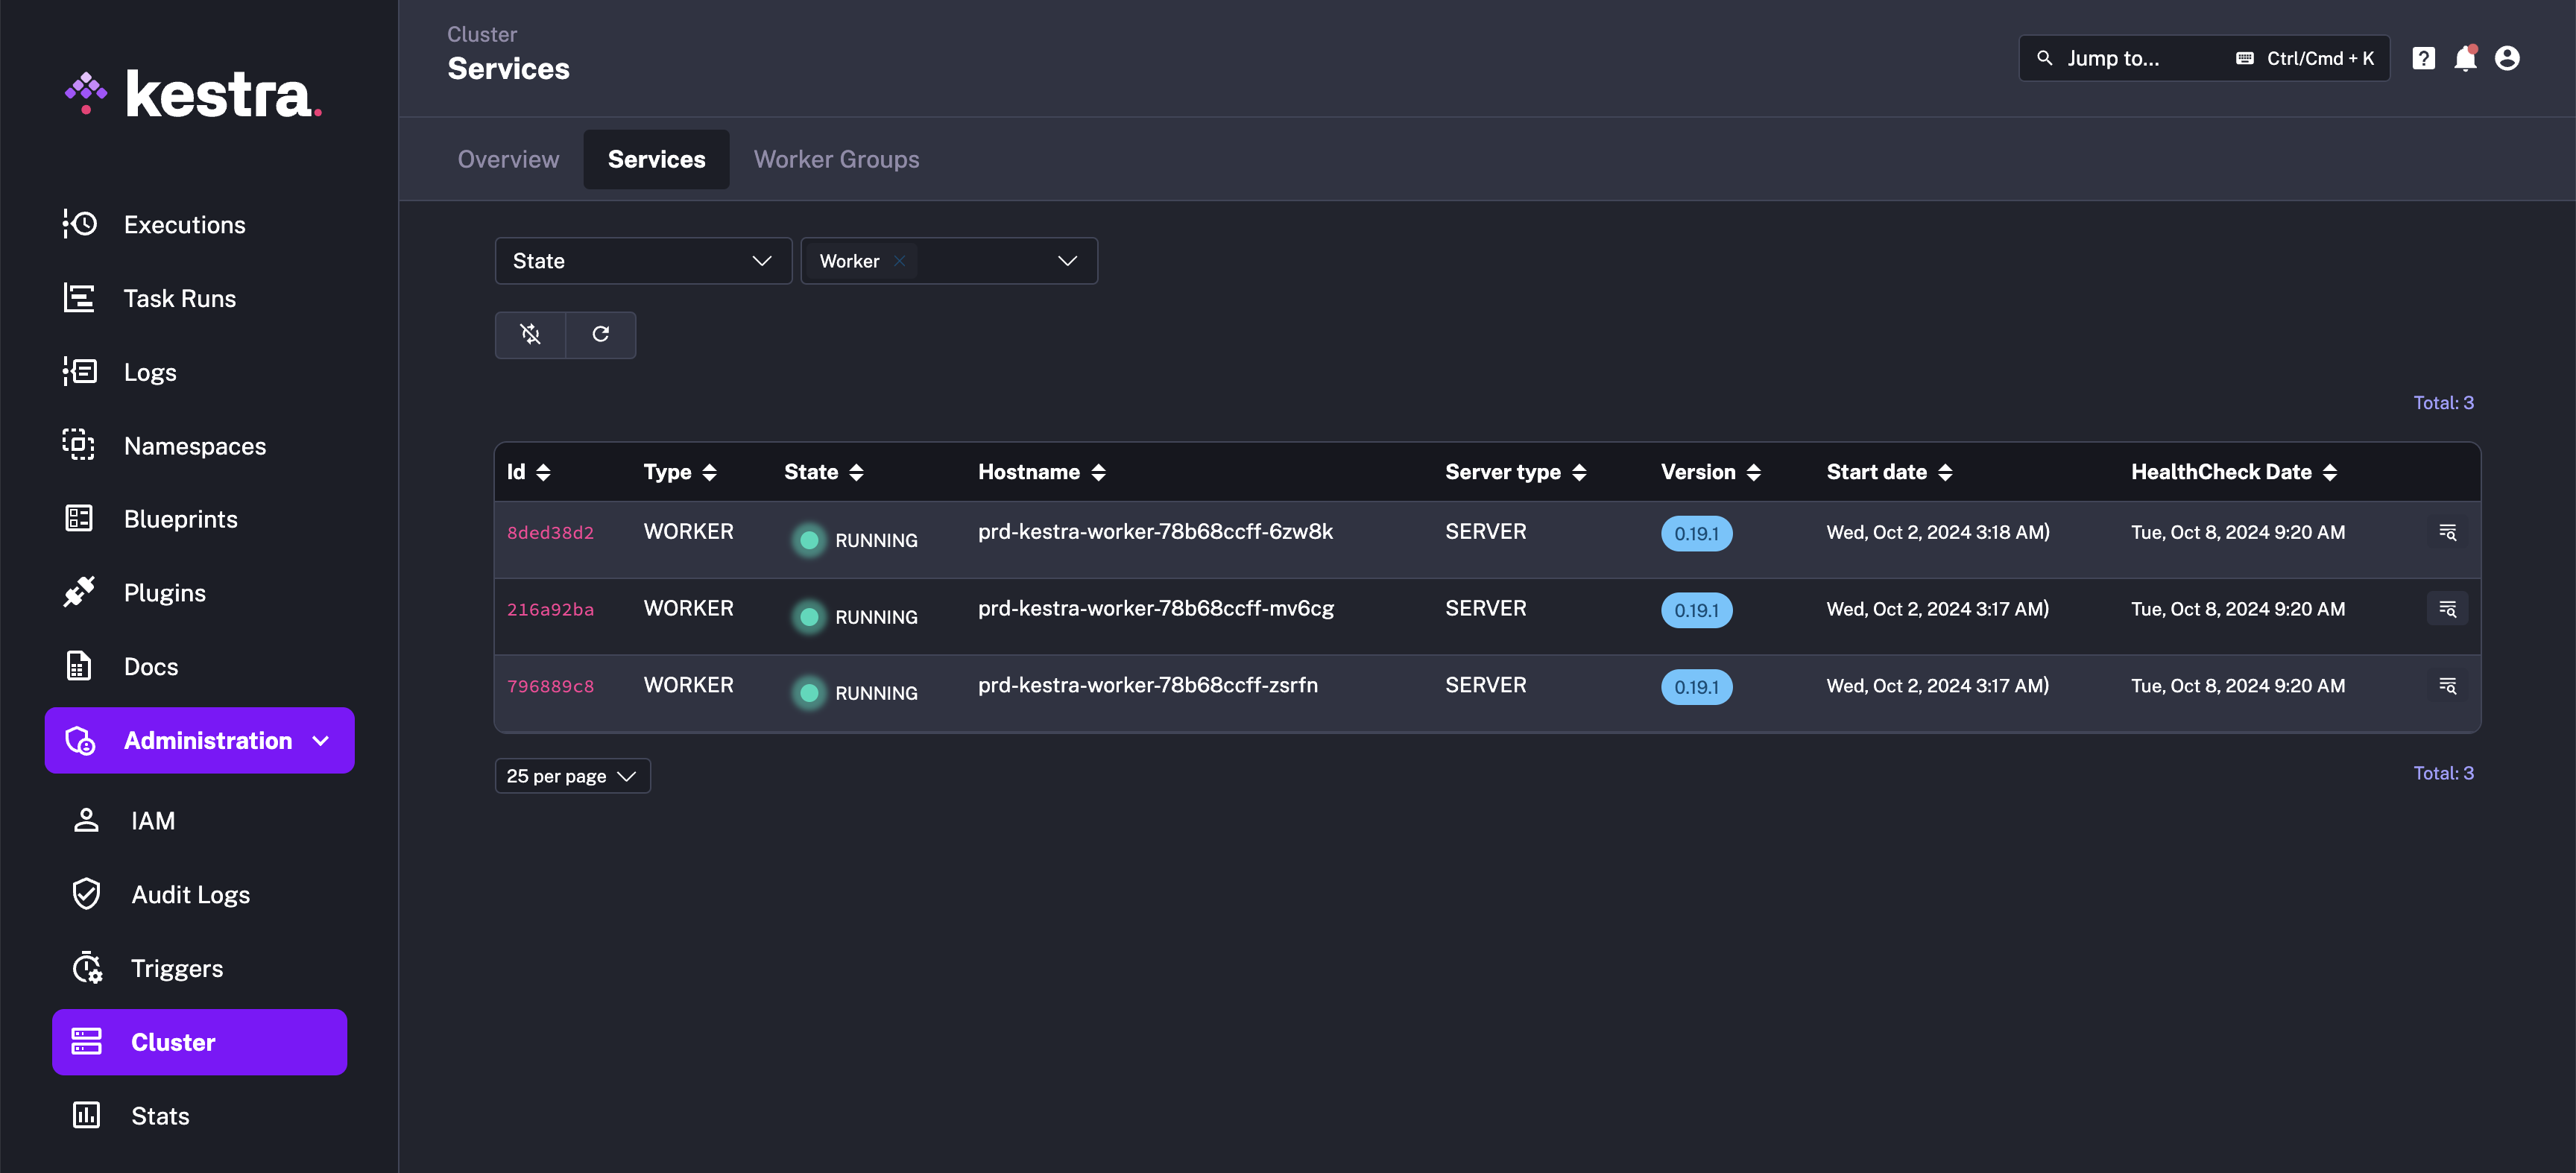 kestra.
Executions
Task Runs
Logs
Namespaces
Blueprints
Plugins
Docs
Administration
IAM
Audit Logs
Triggers
Cluster
Stats
Cluster
Services
Jump to... Ctrl/Cmd + K
Overview Services Worker Groups
State Worker
Total: 3
Id Type State Hostname Server type Version Start date HealthCheck Date
8ded38d2 WORKER RUNNING prd-kestra-worker-78b68ccff-6zw8k SERVER 0.19.1 Wed, Oct 2, 2024 3:18 AM) Tue, Oct 8, 2024 9:20 AM
216a92ba WORKER RUNNING prd-kestra-worker-78b68ccff-mv6cg SERVER 0.19.1 Wed, Oct 2, 2024 3:17 AM) Tue, Oct 8, 2024 9:20 AM
796889c8 WORKER RUNNING prd-kestra-worker-78b68ccff-zsrfn SERVER 0.19.1 Wed, Oct 2, 2024 3:17 AM) Tue, Oct 8, 2024 9:20 AM
25 per page Total: 3